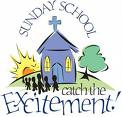 SUNDAY SCHOOL
catch the
Excitement!